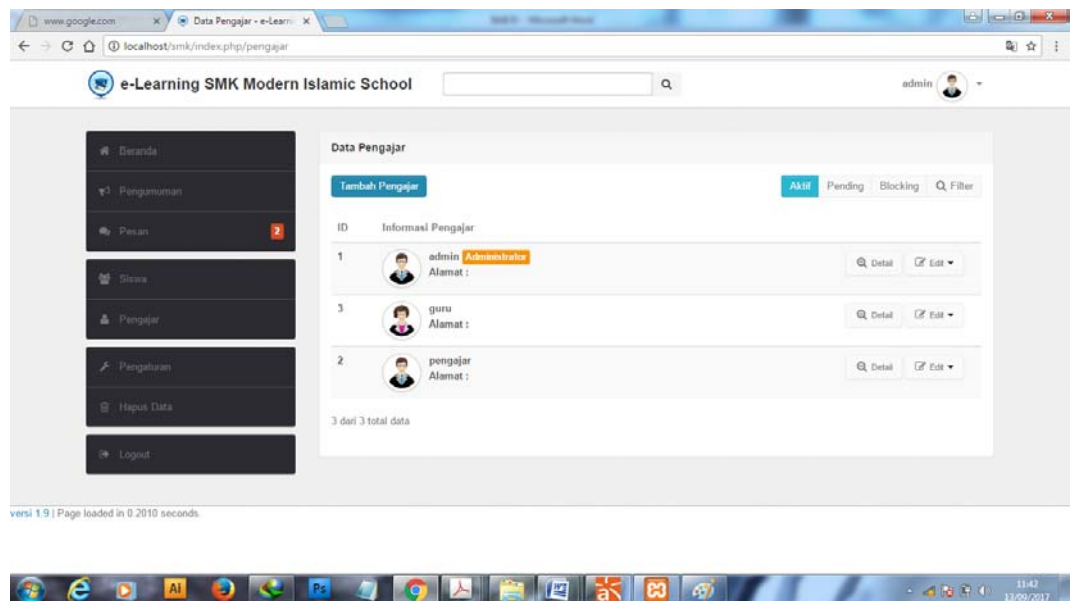 www.google.com
Data Pengajar - e-Learni
localhost/smk/index.php/pengajar
e-Learning SMK Modern Islamic School
admin
Beranda
Pengumuman
Pesan 2
Siswa
Pengajar
Pengaturan
Hapus Data
Logout
Data Pengajar
Tambah Pengajar
Aktif Pending Blocking Filter
ID Informasi Pengajar
1 admin Administrator
Alamat :
Detail Edit
3 guru
Alamat :
Detail Edit
2 pengajar
Alamat :
Detail Edit
3 dari 3 total data
versi 1.9 | Page loaded in 0.2010 seconds.
Ai
Ps
11:42
13/09/2017